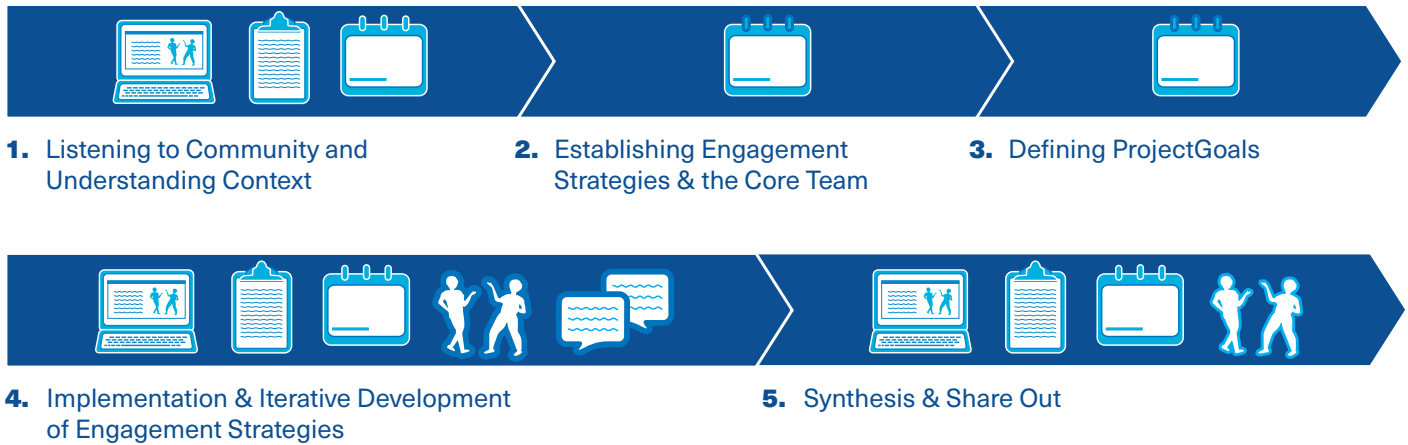 1. Listening to Community and
Understanding Context
2. Establishing Engagement
Strategies & the Core Team
3. Defining ProjectGoals
4. Implementation & Iterative Development
of Engagement Strategies
5. Synthesis & Share Out